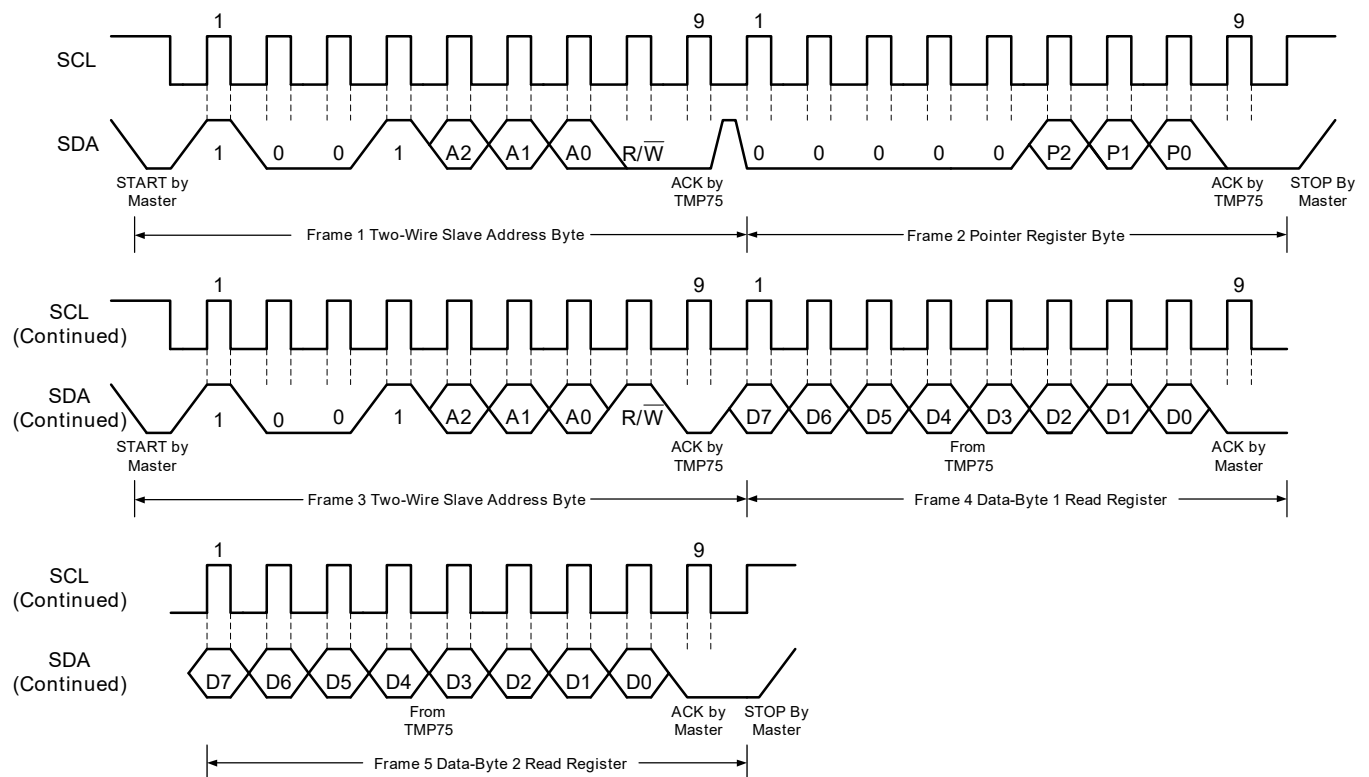 1 9 1 9
SCL
SDA
1 0 0 1 A2 A1 A0 R/W̅ 0 0 0 0 0 P2 P1 P0
START by
Master
ACK by
TMP75
ACK by
TMP75
STOP By
Master
Frame 1 Two-Wire Slave Address Byte
Frame 2 Pointer Register Byte
1 9 1 9
SCL
(Continued)
SDA
(Continued)
1 0 0 1 A2 A1 A0 R/W̅ D7 D6 D5 D4 D3 D2 D1 D0
START by
Master
ACK by
TMP75
From
TMP75
ACK by
Master
Frame 3 Two-Wire Slave Address Byte
Frame 4 Data-Byte 1 Read Register
1 9
SCL
(Continued)
SDA
(Continued)
D7 D6 D5 D4 D3 D2 D1 D0
From
TMP75
ACK by
Master
STOP By
Master
Frame 5 Data-Byte 2 Read Register